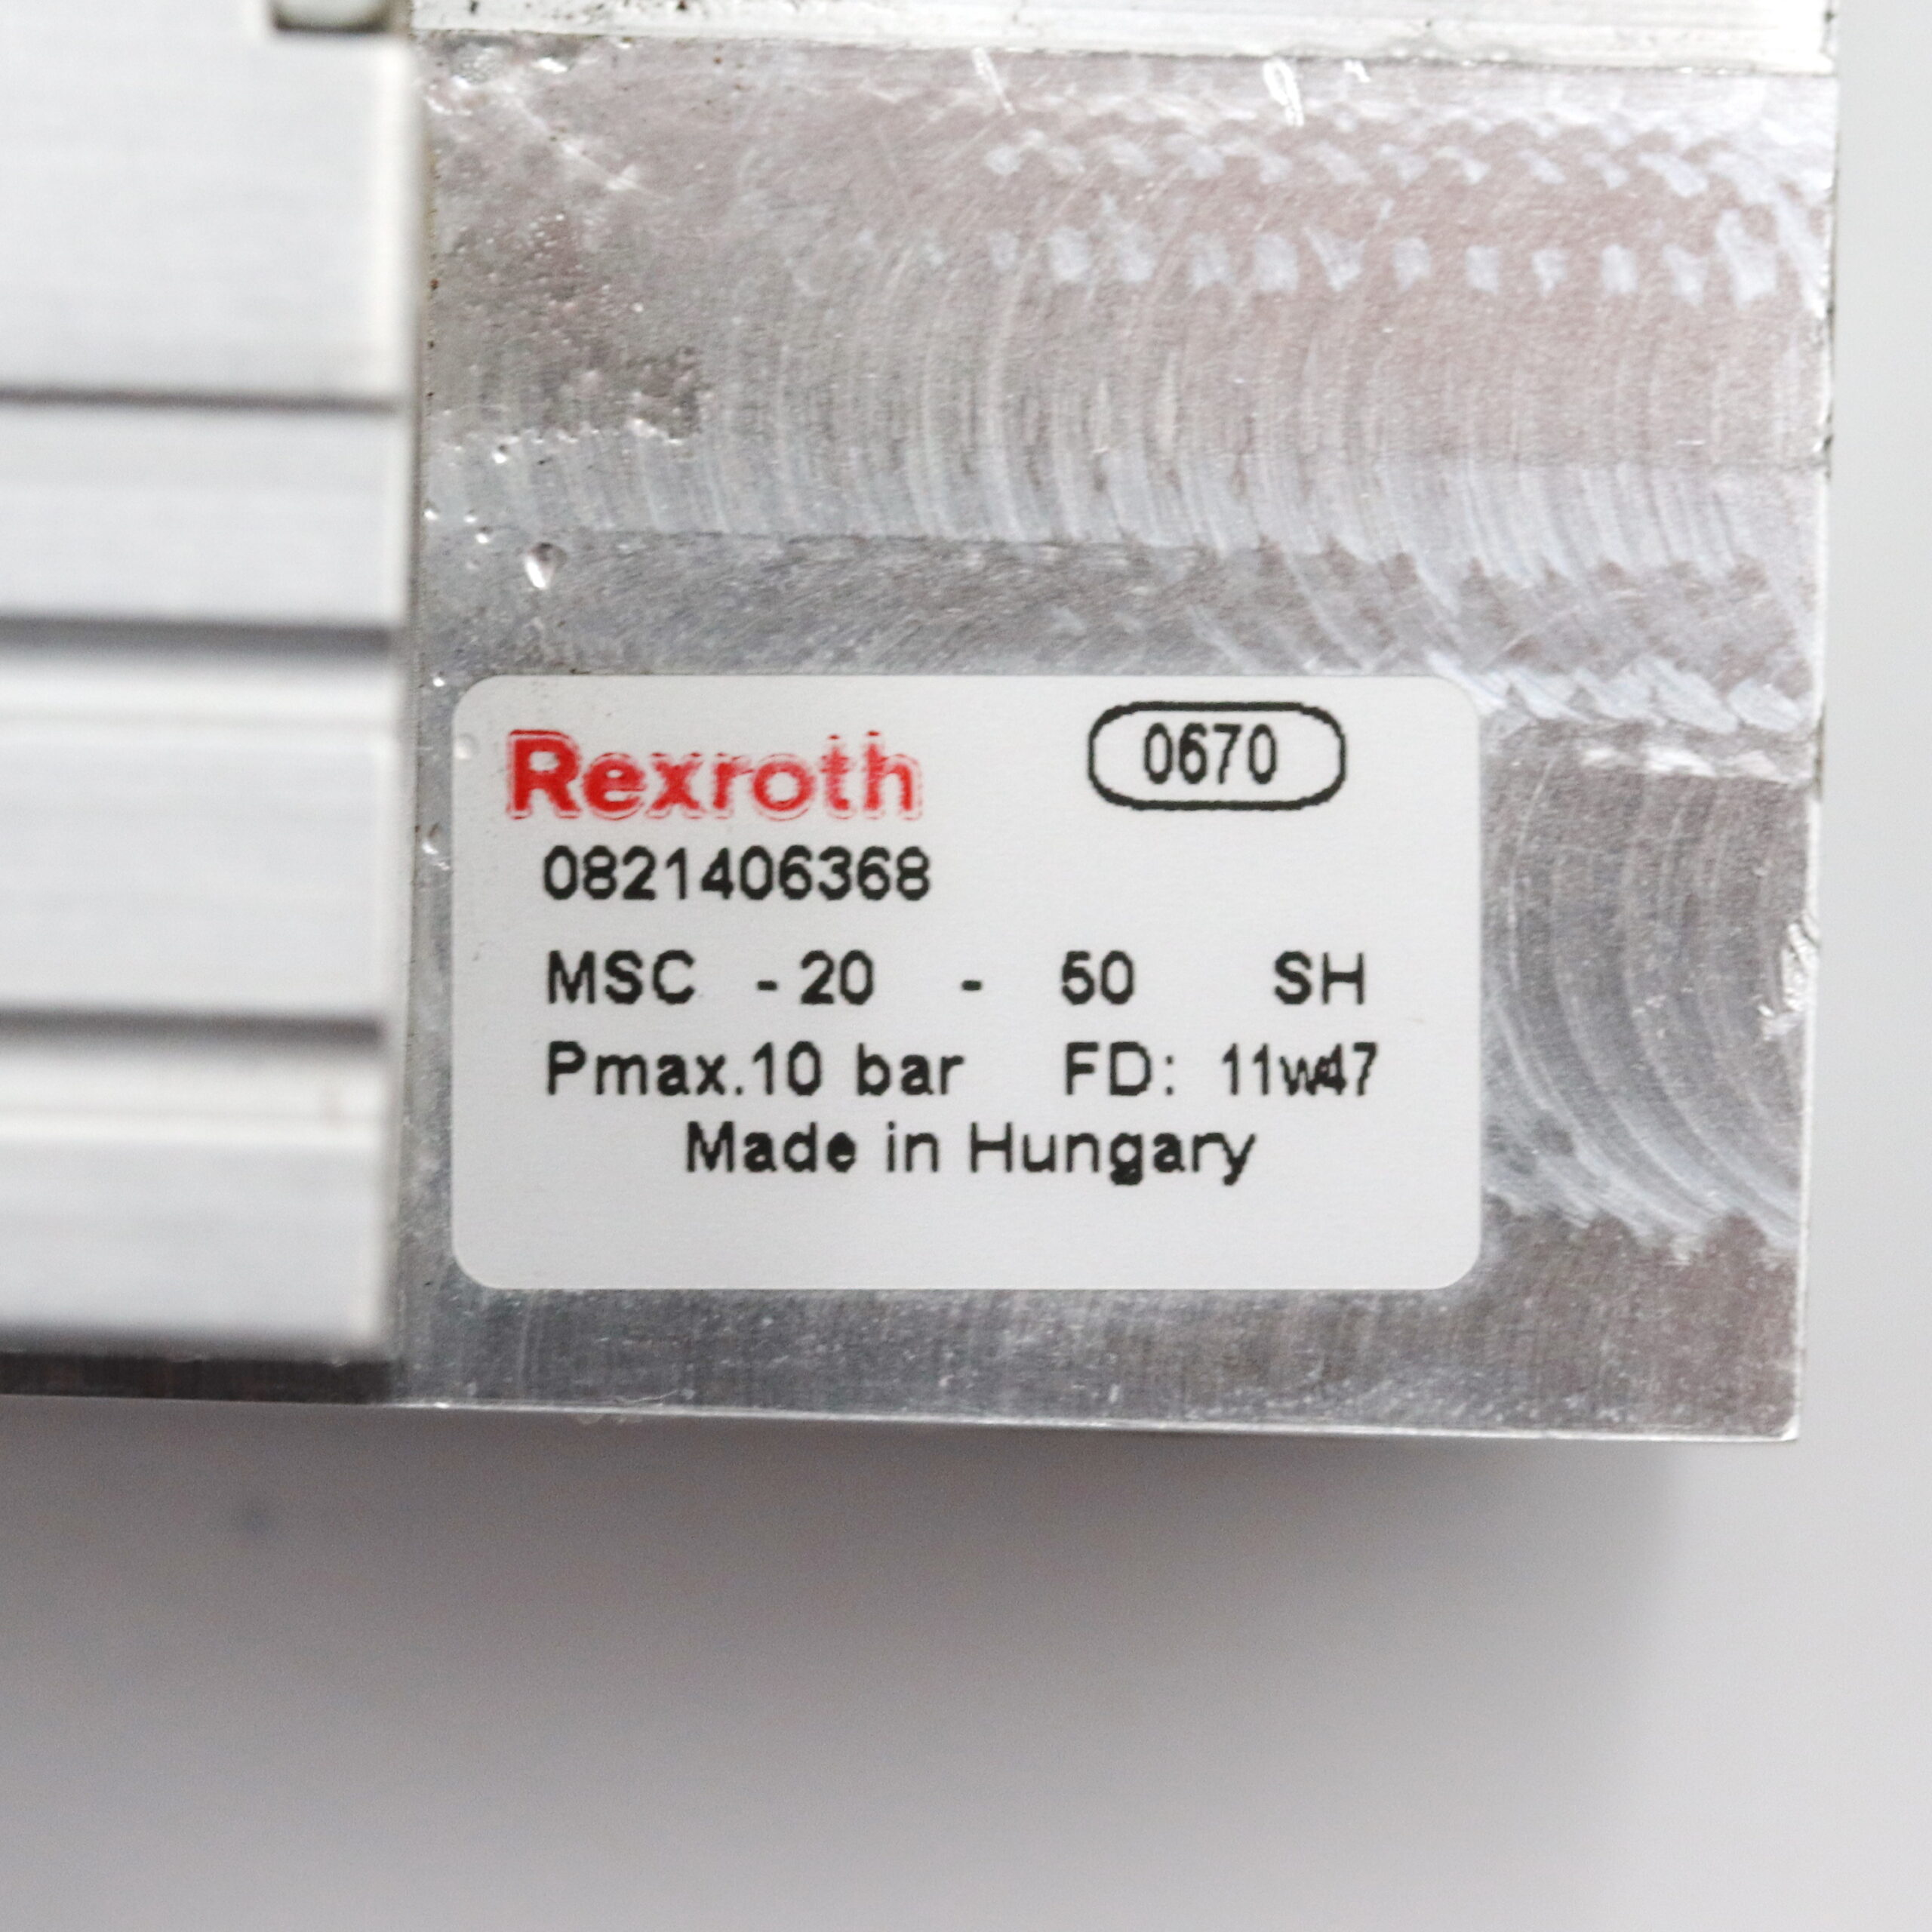 Rexroth 0670
0821406368
MSC - 20 - 50 SH
Pmax.10 bar FD: 11w47
Made in Hungary